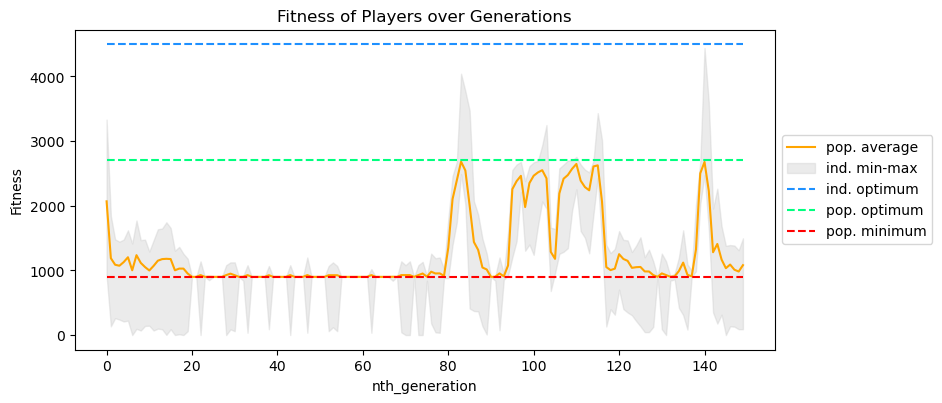 Fitness of Players over Generations
Fitness
4000
3000
2000
1000
0
0 20 40 60 80 100 120 140
nth_generation
pop. average
ind. min-max
ind. optimum
pop. optimum
pop. minimum